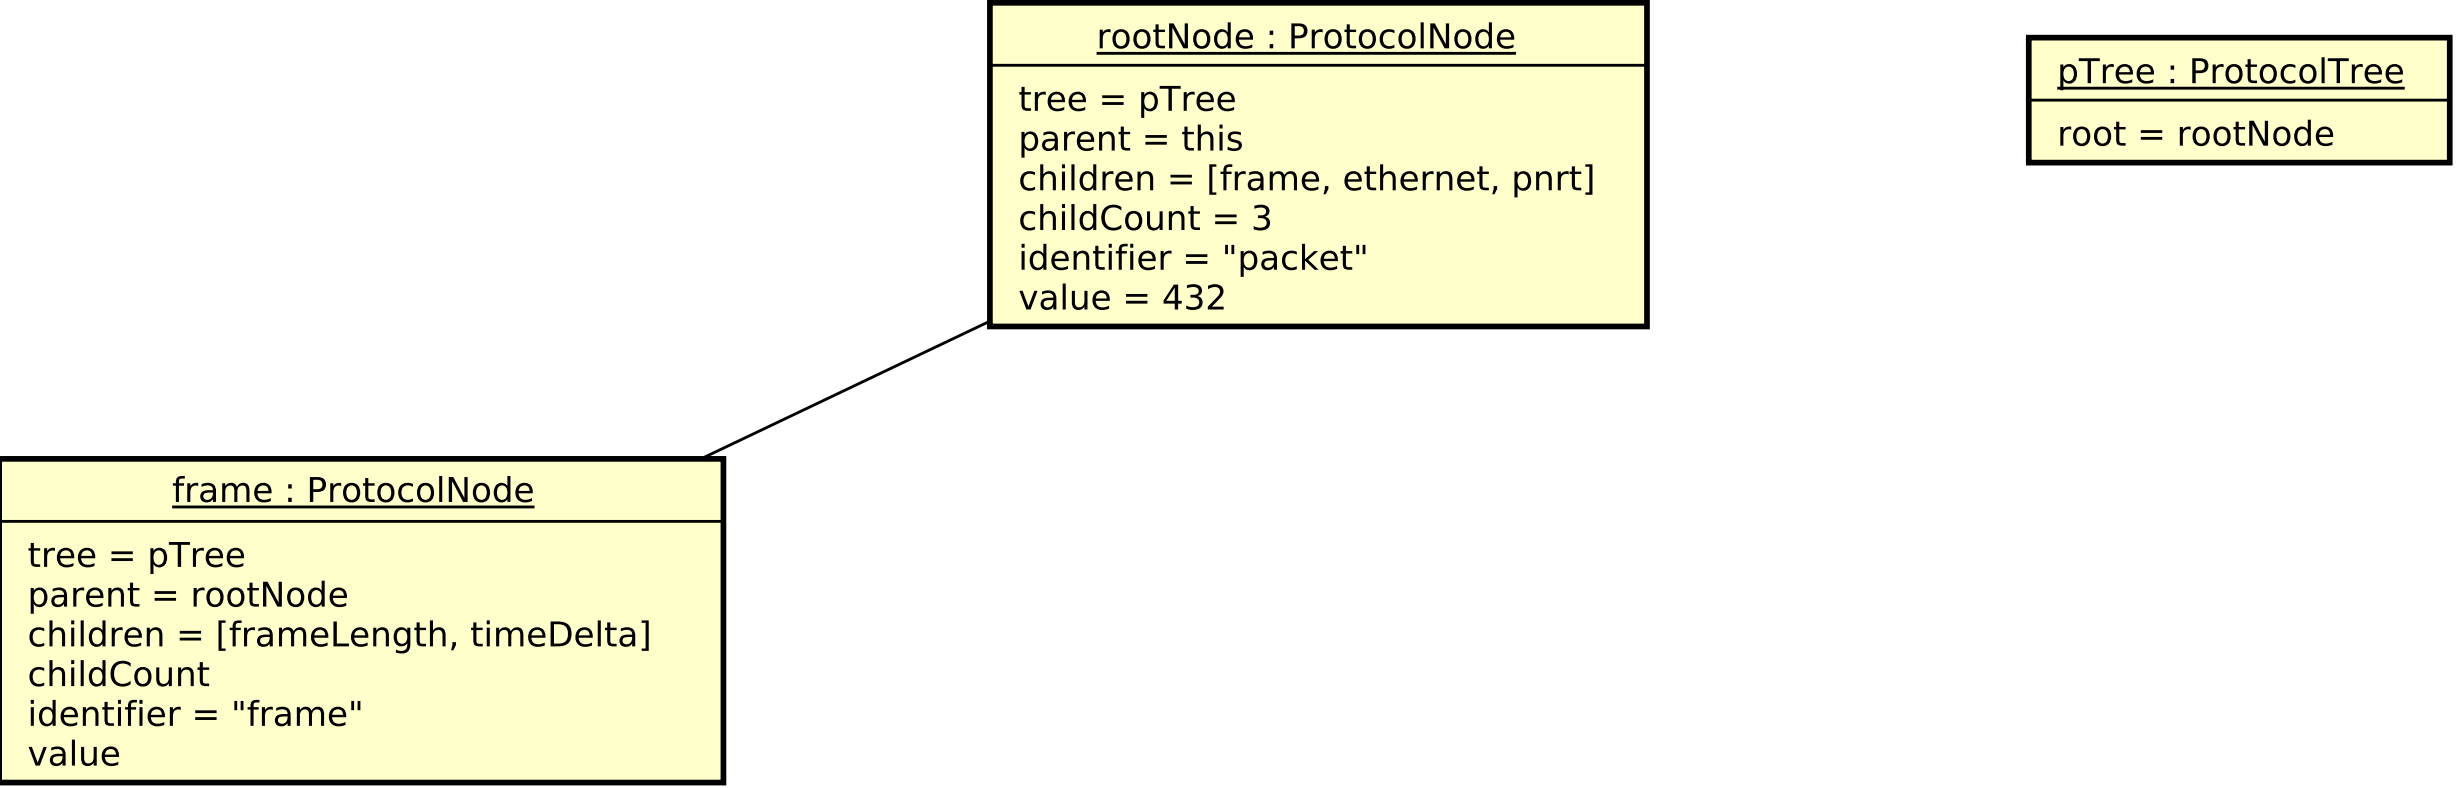 rootNode : ProtocolNode
tree = pTree
parent = this
children = [frame, ethernet, pnrt]
childCount = 3
identifier = "packet"
value = 432
pTree : ProtocolTree
root = rootNode
frame : ProtocolNode
tree = pTree
parent = rootNode
children = [frameLength, timeDelta]
childCount
identifier = "frame"
value